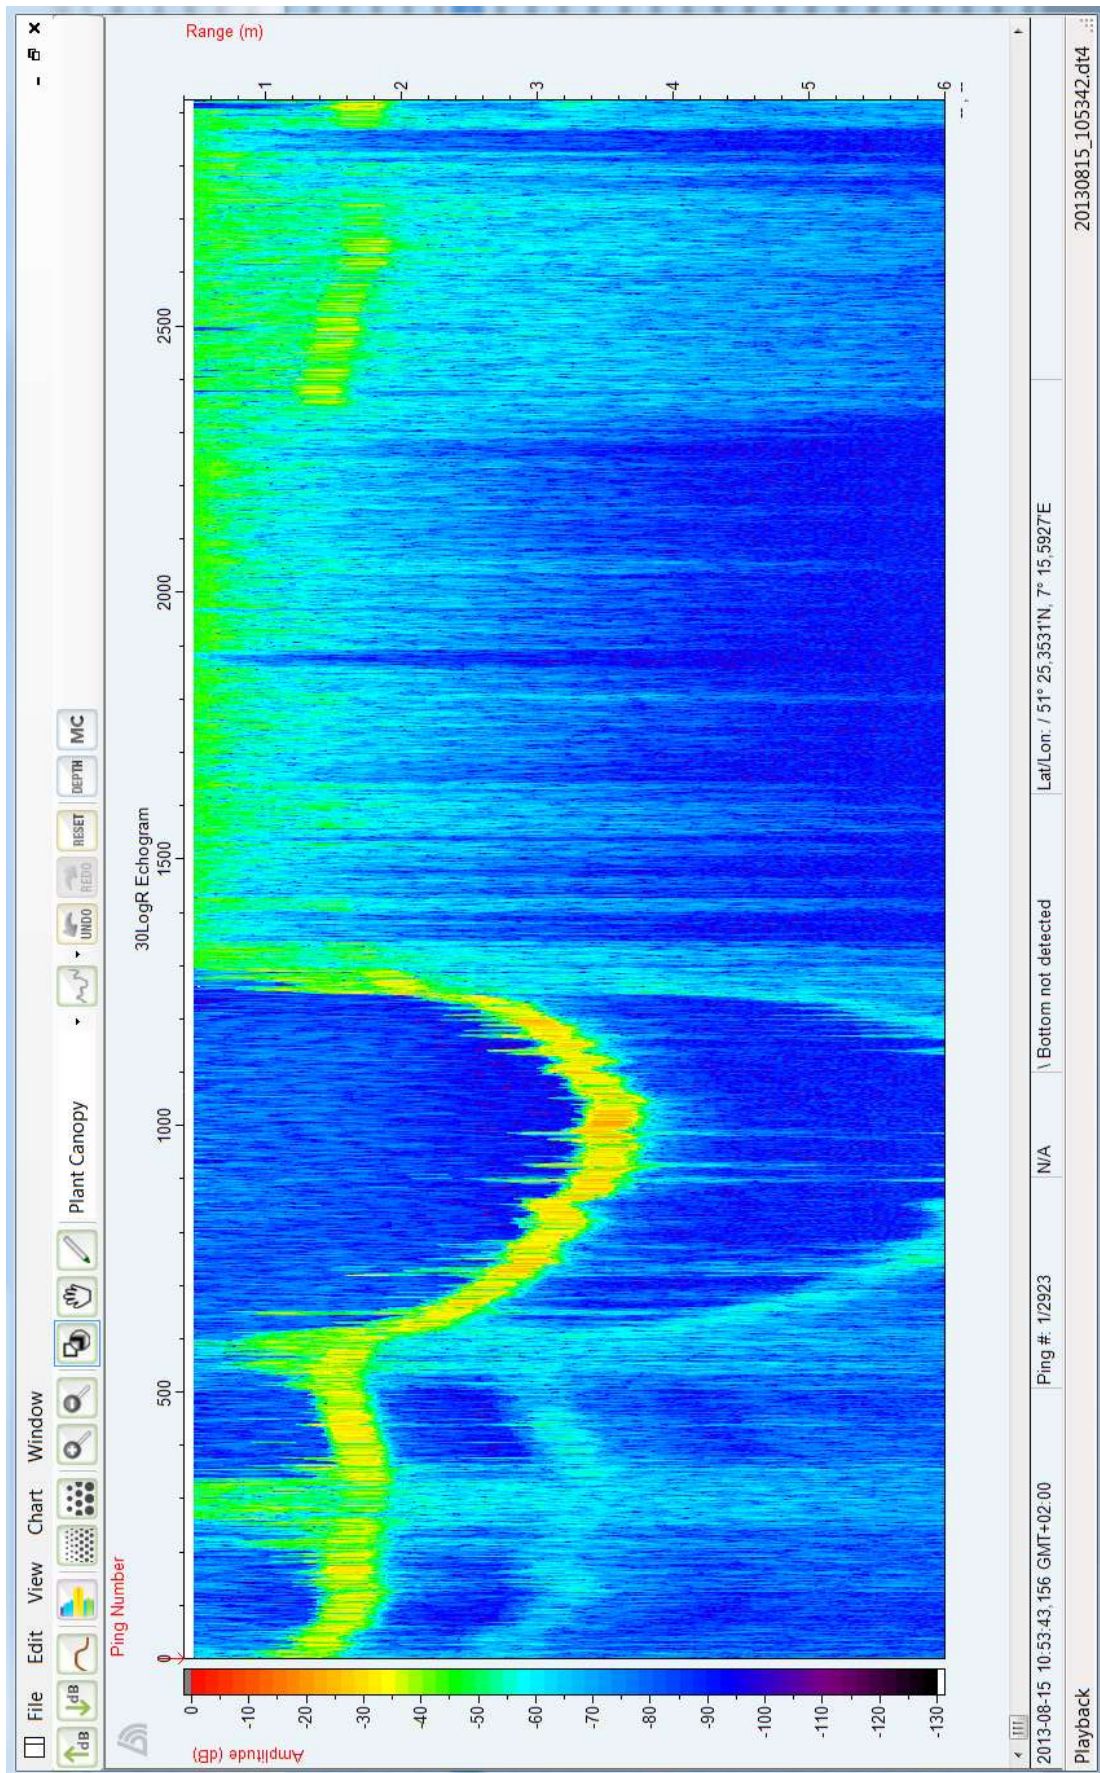 File Edit View Chart Window
dB dB Plant Canopy UNDO REDO RESET DEPTH MC
Ping Number
30LogR Echogram
Range (m)
0 500 1000 1500 2000 2500
Amplitude (dB)
0
-10
-20
-30
-40
-50
-60
-70
-80
-90
-100
-110
-120
-130
1
2
3
4
5
6
-- , --
2013-08-15 10:53:43,156 GMT+02:00 Ping #: 1/2923 N/A \ Bottom not detected Lat/Lon: / 51° 25,3531'N, 7° 15,5927'E
Playback 20130815_105342.dt4